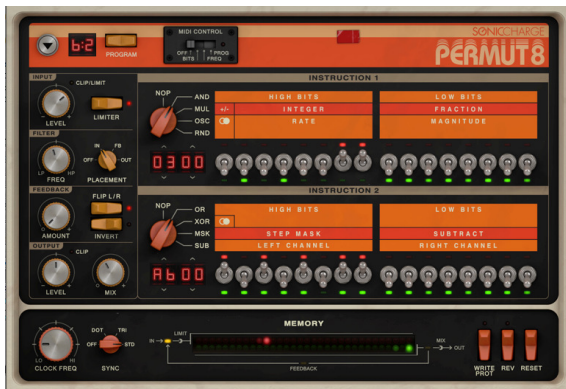 SONICCHARGE
PERMUT8
b:2
PROGRAM
MIDI CONTROL
OFF PROG
BITS FREQ
INPUT
CLIP/LIMIT
LEVEL
LIMITER
FILTER
IN FB
LP HP OFF OUT
FREQ PLACEMENT
FEEDBACK
FLIP L/R
AMOUNT INVERT
OUTPUT
CLIP
LEVEL MIX
INSTRUCTION 1
NOP
AND
MUL
OSC
RND
HIGH BITS LOW BITS
+/- INTEGER FRACTION
RATE MAGNITUDE
0300
INSTRUCTION 2
NOP
OR
XOR
MSK
SUB
HIGH BITS LOW BITS
STEP MASK SUBTRACT
LEFT CHANNEL RIGHT CHANNEL
Ab00
MEMORY
LO HI
CLOCK FREQ
DOT TRI
OFF STD
SYNC
LIMIT
IN
FEEDBACK
MIX
OUT
WRITE PROT
REV
RESET